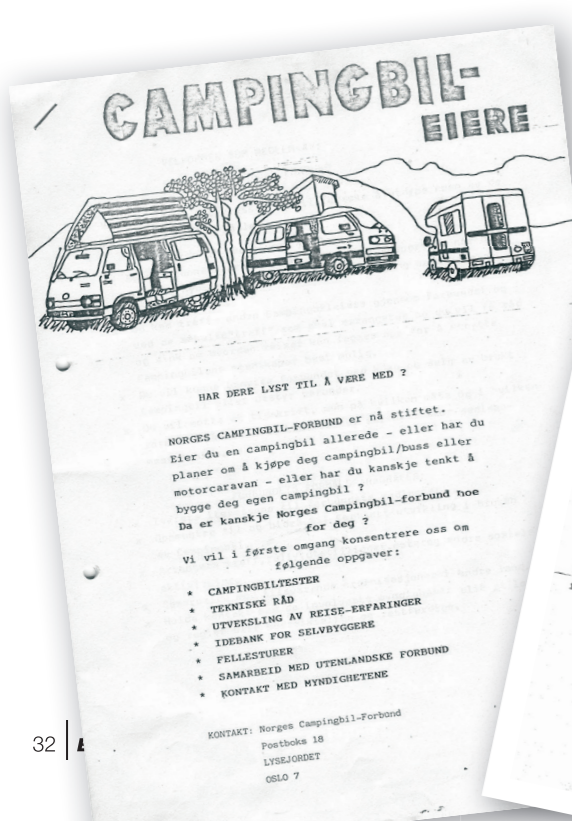 CAMPINGBIL-
EIERE
HAR DERE LYST TIL Å VÆRE MED ?
NORGES CAMPINGBIL-FORBUND er nå stiftet.
Eier du en campingbil allerede - eller har du
planer om å kjøpe deg campingbil/buss eller
motorcaravan - eller har du kanskje tenkt å
bygge deg egen campingbil ?
Da er kanskje Norges Campingbil-forbund noe
for deg ?
Vi vil i første omgang konsentrere oss om
følgende oppgaver:
* CAMPINGBILTESTER
* TEKNISKE RÅD
* UTVEKSLING AV REISE-ERFARINGER
* IDEBANK FOR SELVBYGGERE
* FELLESTURER
* SAMARBEID MED UTENLANDSKE FORBUND
* KONTAKT MED MYNDIGHETENE
KONTAKT: Norges Campingbil-Forbund
Postboks 18
LYSEJORDET
OSLO 7
32